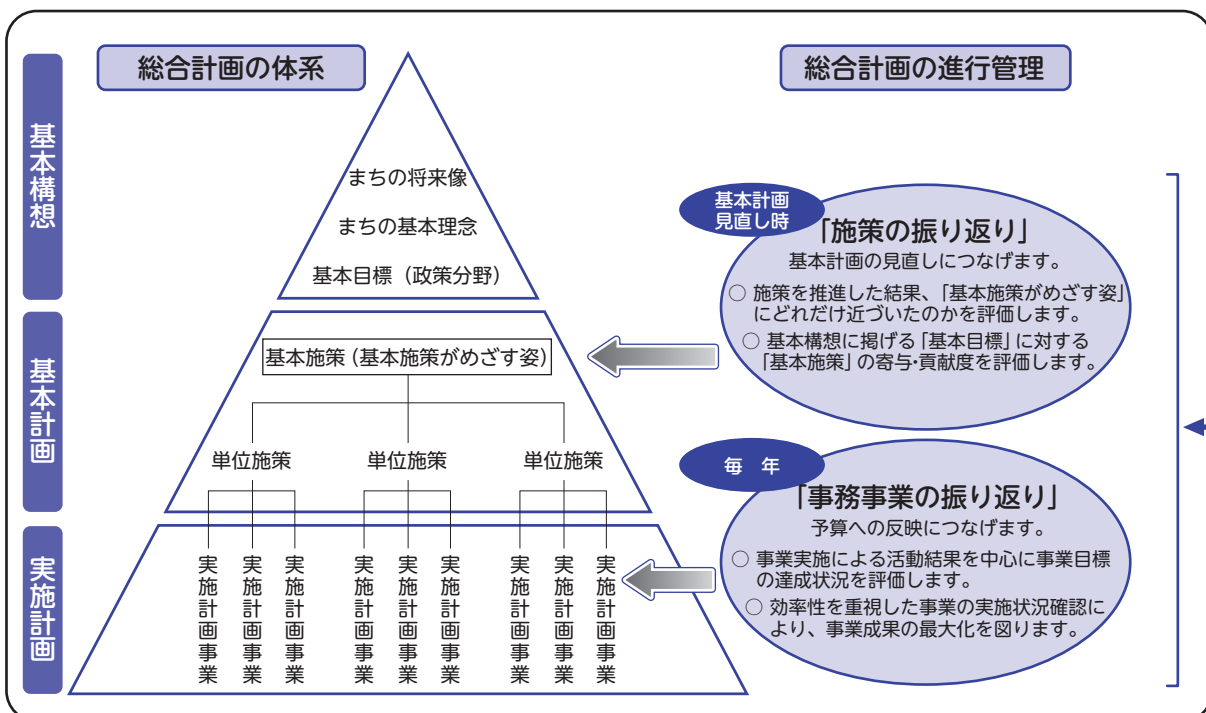 総合計画の体系
総合計画の進行管理
基本構想
まちの将来像
まちの基本理念
基本目標（政策分野）
基本計画
見直し時
「施策の振り返り」
基本計画の見直しにつなげます。
○ 施策を推進した結果、「基本施策がめざす姿」
にどれだけ近づいたのかを評価します。
○ 基本構想に掲げる「基本目標」に対する
「基本施策」の寄与・貢献度を評価します。
基本計画
基本施策（基本施策がめざす姿）
単位施策
単位施策
単位施策
毎　年
「事務事業の振り返り」
予算への反映につなげます。
○ 事業実施による活動結果を中心に事業目標
の達成状況を評価します。
○ 効率性を重視した事業の実施状況確認に
より、事業成果の最大化を図ります。
実施計画
実施計画事業
実施計画事業
実施計画事業
実施計画事業
実施計画事業
実施計画事業
実施計画事業
実施計画事業
実施計画事業